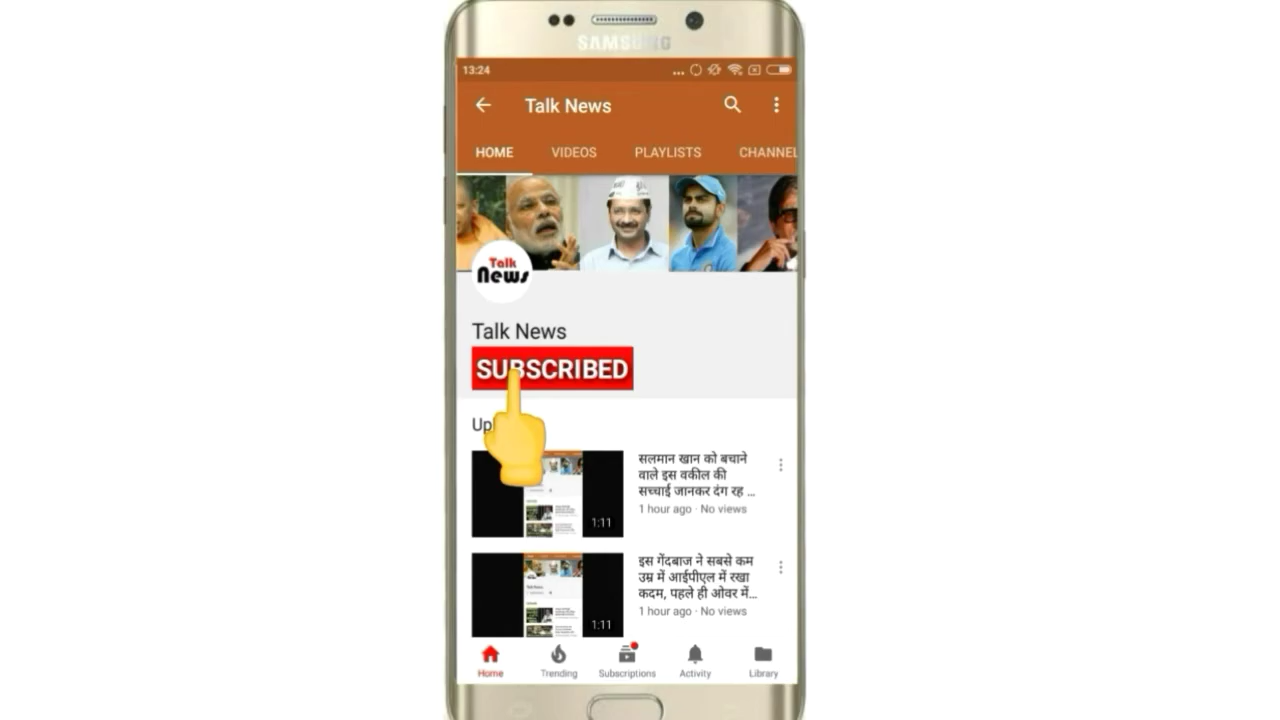 SAMSUNG
13:24
Talk News
HOME VIDEOS PLAYLISTS CHANNEL
Talk
News
Talk News
SUBSCRIBED
Up
सलमान खान को बचाने
वाले इस वकील की
सच्चाई जानकर दंग रह ...
1 hour ago · No views
1:11
इस गेंदबाज ने सबसे कम
उम्र में आईपीएल में रखा
कदम, पहले ही ओवर में...
1 hour ago · No views
1:11
Home Trending Subscriptions Activity Library